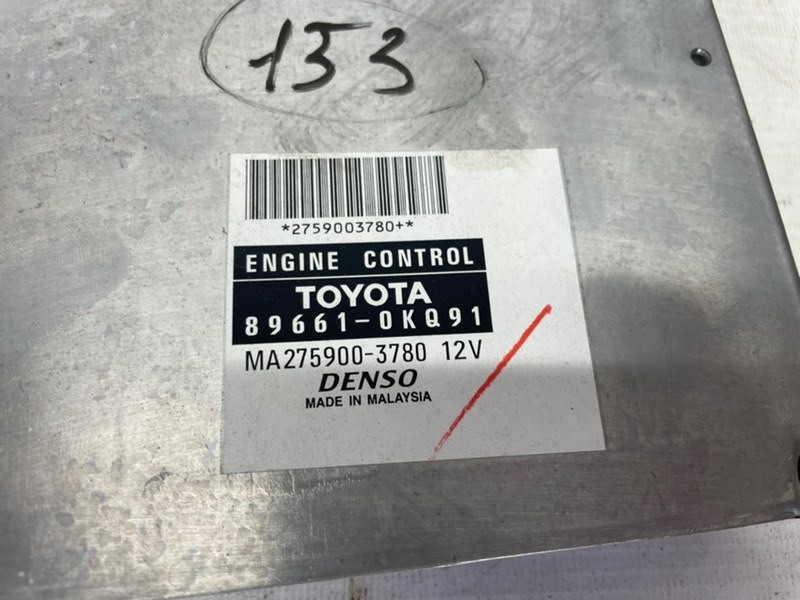 153
*2759003780+*
ENGINE CONTROL
TOYOTA
89661-0KQ91
MA275900-3780 12V
DENSO
MADE IN MALAYSIA